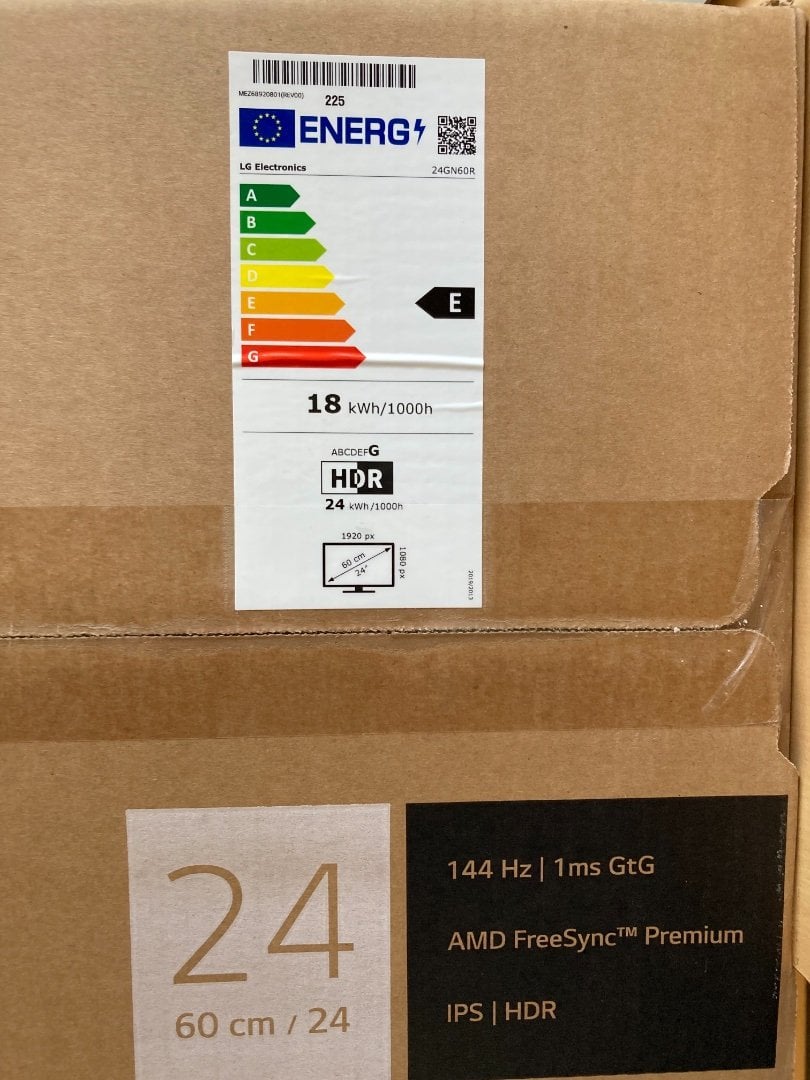 MEZ68920801(REV00)
225
ENERG
LG Electronics
24GN60R
A
B
C
D
E
E
F
G
18 kWh/1000h
ABCDEFG
HDR
24 kWh/1000h
1920 px
60 cm
24"
1080 px
2019/2013
24
60 cm / 24
144 Hz | 1ms GtG
AMD FreeSync™ Premium
IPS | HDR